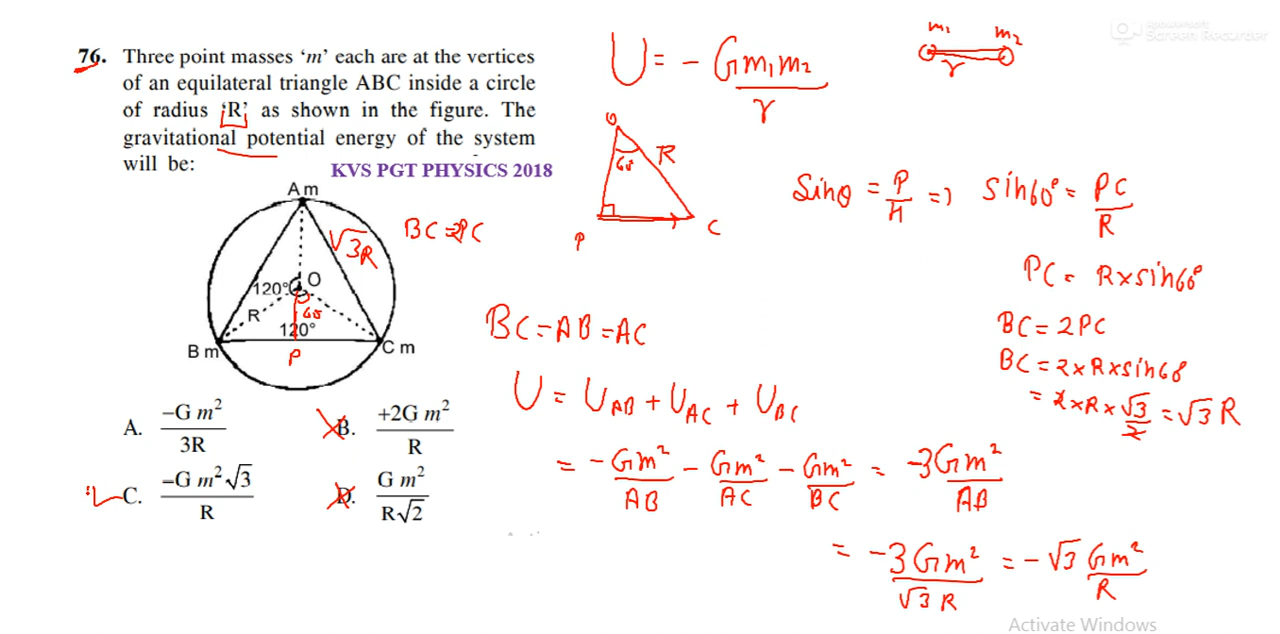 76. Three point masses ‘m’ each are at the vertices
of an equilateral triangle ABC inside a circle
of radius ‘R’ as shown in the figure. The
gravitational potential energy of the system
will be:
KVS PGT PHYSICS 2018
A m
O
120°
R
60
120°
B m
P
C m
√3R
BC = 2PC
A. -G m² / 3R
B. +2G m² / R
C. -G m²√3 / R
D. G m² / R√2
U = - Gm₁m₂ / r
m₁ m₂
r
O
60
R
P
C
Sinθ = P/H => Sin60° = PC/R
PC = R×sin60°
BC = 2PC
BC = 2×R×sin60
= 2×R×√3/2 = √3 R
BC = AB = AC
U = U_AB + U_AC + U_BC
= -Gm²/AB - Gm²/AC - Gm²/BC = -3Gm²/AB
= -3Gm²/√3 R = -√3 Gm²/R
Screen Recorder
Activate Windows